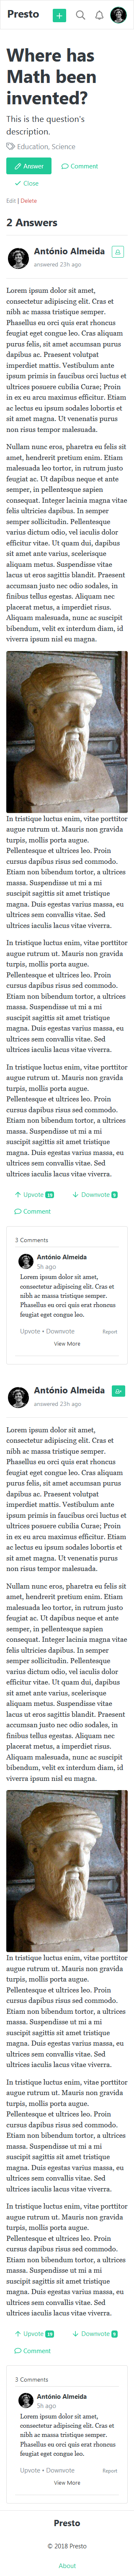 Presto
Where has
Math been
invented?
This is the question's
description.
Education, Science
Answer
Comment
Close
Edit | Delete
2 Answers
António Almeida
answered 23h ago
Lorem ipsum dolor sit amet,
consectetur adipiscing elit. Cras et
nibh ac massa tristique semper.
Phasellus eu orci quis erat rhoncus
feugiat eget congue leo. Cras aliquam
urna felis, sit amet accumsan purus
dapibus ac. Praesent volutpat
imperdiet mattis. Vestibulum ante
ipsum primis in faucibus orci luctus et
ultrices posuere cubilia Curae; Proin
in ex eu arcu maximus efficitur. Etiam
ac lectus eu ipsum sodales lobortis et
sit amet magna. Ut venenatis purus
non risus tempor malesuada.
Nullam nunc eros, pharetra eu felis sit
amet, hendrerit pretium enim. Etiam
malesuada leo tortor, in rutrum justo
feugiat ac. Ut dapibus neque et ante
semper, in pellentesque sapien
consequat. Integer lacinia magna vitae
felis ultricies dapibus. In semper
semper sollicitudin. Pellentesque
varius dictum odio, vel iaculis dolor
efficitur vitae. Ut quam dui, dapibus
sit amet ante varius, scelerisque
aliquam metus. Suspendisse vitae
lacus ut eros sagittis blandit. Praesent
accumsan justo nec odio sodales, in
finibus tellus egestas. Aliquam nec
placerat metus, a imperdiet risus.
Aliquam malesuada, nunc ac suscipit
bibendum, velit est interdum diam, id
viverra ipsum nisl eu magna.
In tristique luctus enim, vitae porttitor
augue rutrum ut. Mauris non gravida
turpis, mollis porta augue.
Pellentesque et ultrices leo. Proin
cursus dapibus risus sed commodo.
Etiam non bibendum tortor, a ultrices
massa. Suspendisse ut mi a mi
suscipit sagittis sit amet tristique
magna. Duis egestas varius massa, eu
ultrices sem convallis vitae. Sed
ultrices iaculis lacus vitae viverra.
In tristique luctus enim, vitae porttitor
augue rutrum ut. Mauris non gravida
turpis, mollis porta augue.
Pellentesque et ultrices leo. Proin
cursus dapibus risus sed commodo.
Etiam non bibendum tortor, a ultrices
massa. Suspendisse ut mi a mi
suscipit sagittis sit amet tristique
magna. Duis egestas varius massa, eu
ultrices sem convallis vitae. Sed
ultrices iaculis lacus vitae viverra.
In tristique luctus enim, vitae porttitor
augue rutrum ut. Mauris non gravida
turpis, mollis porta augue.
Pellentesque et ultrices leo. Proin
cursus dapibus risus sed commodo.
Etiam non bibendum tortor, a ultrices
massa. Suspendisse ut mi a mi
suscipit sagittis sit amet tristique
magna. Duis egestas varius massa, eu
ultrices sem convallis vitae. Sed
ultrices iaculis lacus vitae viverra.
Upvote
Downvote
Comment
3 Comments
António Almeida
5h ago
Lorem ipsum dolor sit amet,
consectetur adipiscing elit. Cras et
nibh ac massa tristique semper.
Phasellus eu orci quis erat rhoncus
feugiat eget congue leo.
Upvote • Downvote
Report
View More
António Almeida
answered 23h ago
Lorem ipsum dolor sit amet,
consectetur adipiscing elit. Cras et
nibh ac massa tristique semper.
Phasellus eu orci quis erat rhoncus
feugiat eget congue leo. Cras aliquam
purus felis, sit amet accumsan purus
dapibus ac. Praesent volutpat
imperdiet mattis. Vestibulum ante
ipsum primis in faucibus orci luctus et
ultrices posuere cubilia Curae; Proin
in ex eu arcu maximus efficitur. Etiam
ac lectus eu ipsum sodales lobortis et
sit amet magna. Ut venenatis purus
non risus tempor malesuada.
Nullam nunc eros, pharetra eu felis sit
amet, hendrerit pretium enim. Etiam
malesuada leo tortor, in rutrum justo
feugiat ac. Ut dapibus neque et ante
semper, in pellentesque sapien
consequat. Integer lacinia magna vitae
felis ultricies dapibus. In semper
semper sollicitudin. Pellentesque
varius dictum odio, vel iaculis dolor
efficitur vitae. Ut quam dui, dapibus
sit amet ante varius, scelerisque
aliquam metus. Suspendisse vitae
lacus ut eros sagittis blandit. Praesent
accumsan justo nec odio sodales, in
finibus tellus egestas. Aliquam nec
placerat metus, a imperdiet risus.
Aliquam malesuada, nunc ac suscipit
bibendum, velit est interdum diam, id
viverra ipsum nisl eu magna.
In tristique luctus enim, vitae porttitor
augue rutrum ut. Mauris non gravida
turpis, mollis porta augue.
Pellentesque et ultrices leo. Proin
cursus dapibus risus sed commodo.
Etiam non bibendum tortor, a ultrices
massa. Suspendisse ut mi a mi
suscipit sagittis sit amet tristique
magna. Duis egestas varius massa, eu
ultrices sem convallis vitae. Sed
ultrices iaculis lacus vitae viverra.
In tristique luctus enim, vitae porttitor
augue rutrum ut. Mauris non gravida
turpis, mollis porta augue.
Pellentesque et ultrices leo. Proin
cursus dapibus risus sed commodo.
Etiam non bibendum tortor, a ultrices
massa. Suspendisse ut mi a mi
suscipit sagittis sit amet tristique
magna. Duis egestas varius massa, eu
ultrices sem convallis vitae. Sed
ultrices iaculis lacus vitae viverra.
In tristique luctus enim, vitae porttitor
augue rutrum ut. Mauris non gravida
turpis, mollis porta augue.
Pellentesque et ultrices leo. Proin
cursus dapibus risus sed commodo.
Etiam non bibendum tortor, a ultrices
massa. Suspendisse ut mi a mi
suscipit sagittis sit amet tristique
magna. Duis egestas varius massa, eu
ultrices sem convallis vitae. Sed
ultrices iaculis lacus vitae viverra.
Upvote
Downvote
Comment
3 Comments
António Almeida
5h ago
Lorem ipsum dolor sit amet,
consectetur adipiscing elit. Cras et
nibh ac massa tristique semper.
Phasellus eu orci quis erat rhoncus
feugiat eget congue leo.
Upvote • Downvote
Report
View More
Presto
© 2018 Presto
About